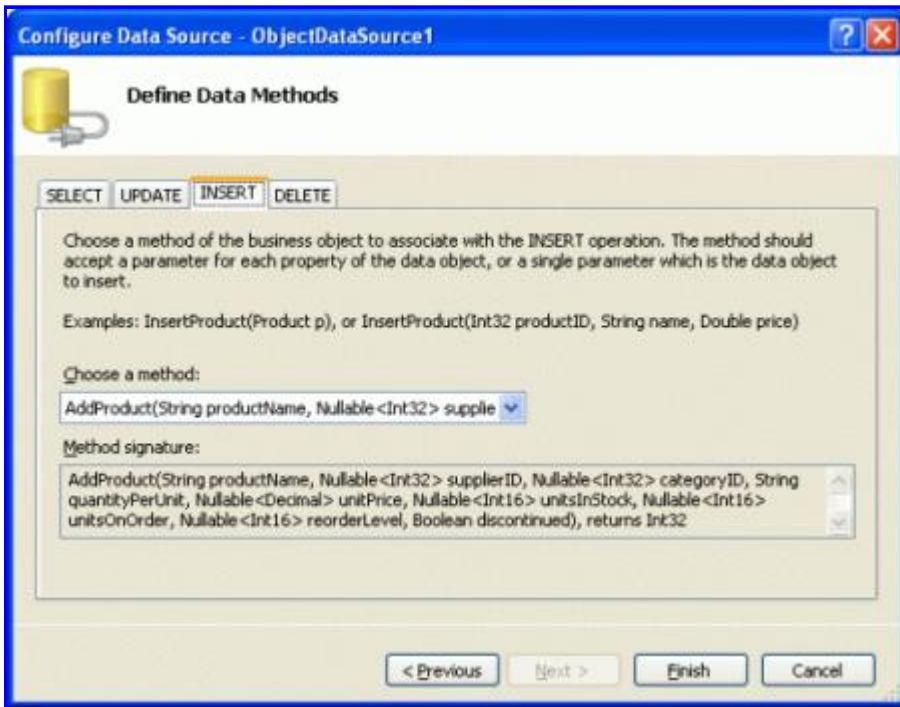 Configure Data Source - ObjectDataSource1
Define Data Methods
SELECT UPDATE INSERT DELETE
Choose a method of the business object to associate with the INSERT operation. The method should
accept a parameter for each property of the data object, or a single parameter which is the data object
to insert.
Examples: InsertProduct(Product p), or InsertProduct(Int32 productID, String name, Double price)
Choose a method:
AddProduct(String productName, Nullable<Int32> supplie
Method signature:
AddProduct(String productName, Nullable<Int32> supplierID, Nullable<Int32> categoryID, String
quantityPerUnit, Nullable<Decimal> unitPrice, Nullable<Int16> unitsInStock, Nullable<Int16>
unitsOnOrder, Nullable<Int16> reorderLevel, Boolean discontinued), returns Int32
< Previous Next > Finish Cancel